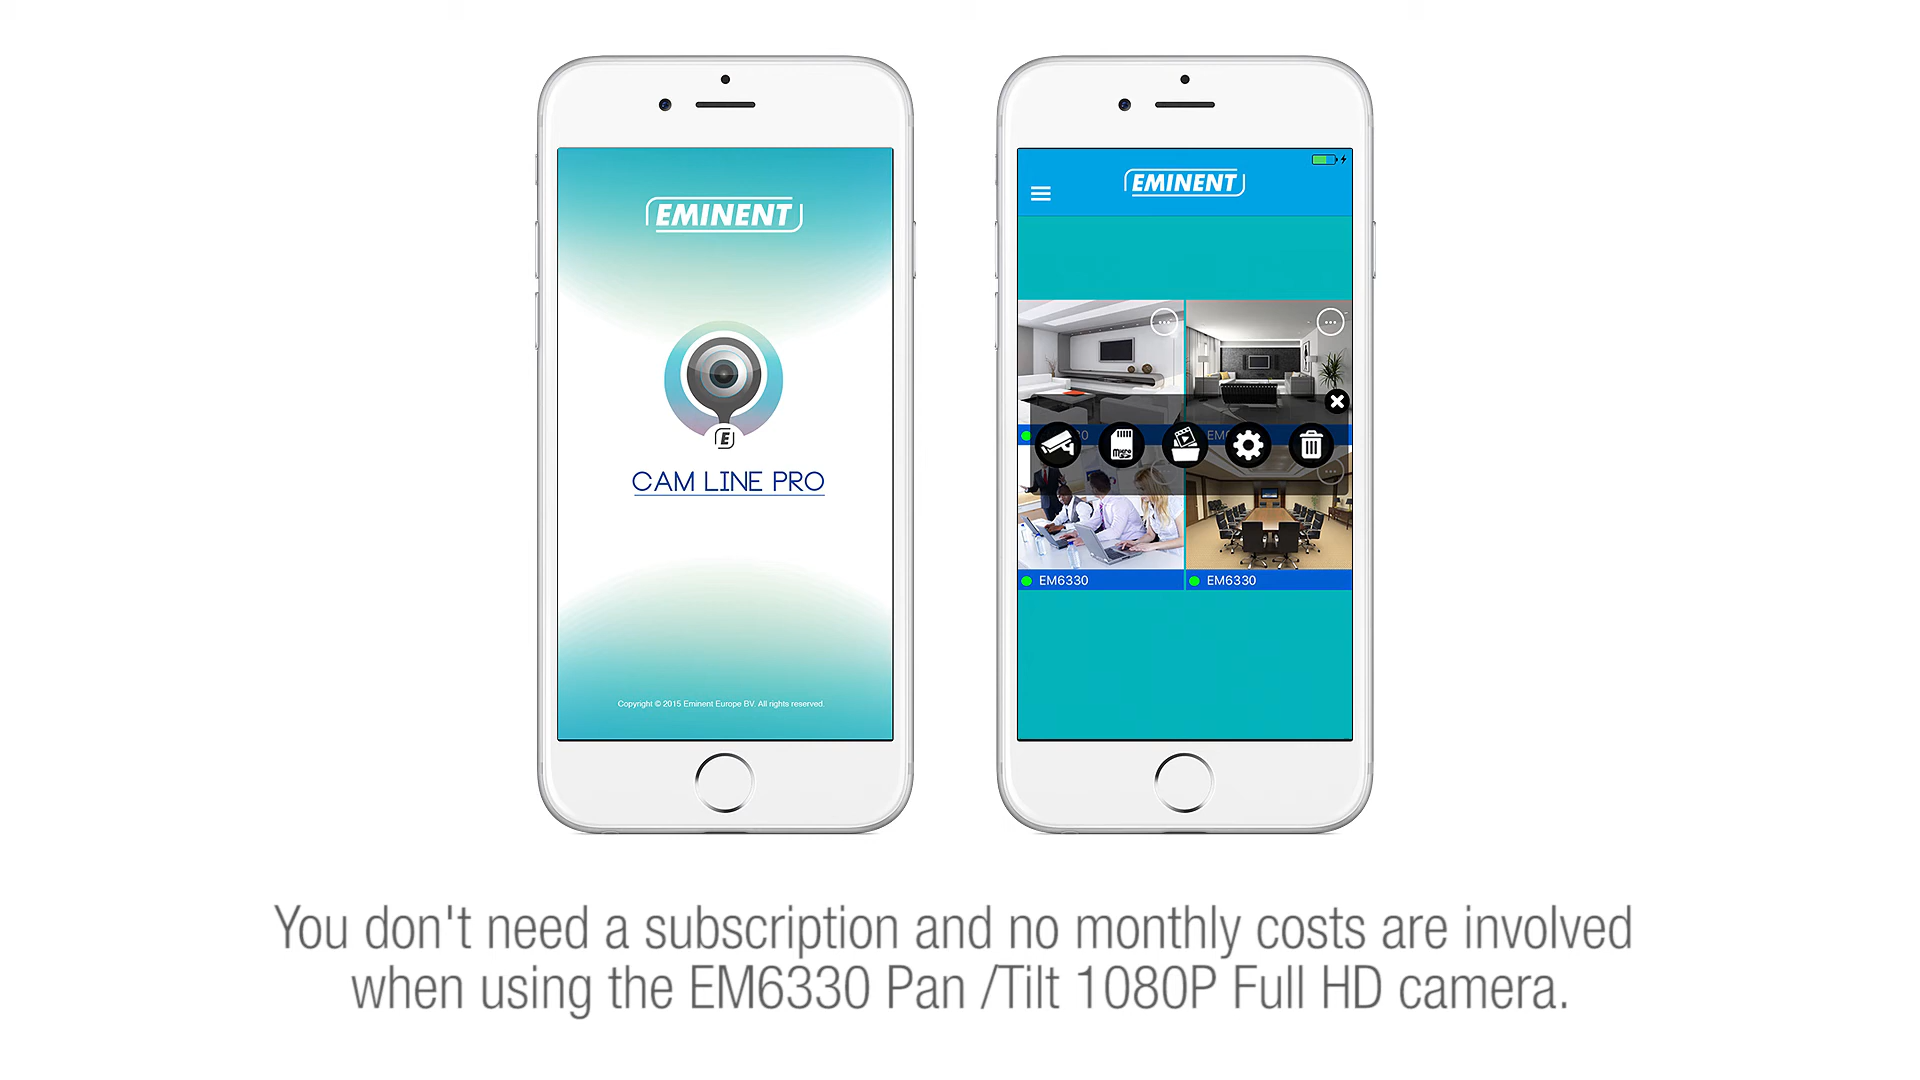 EMINENT
E
CAM LINE PRO
Copyright © 2015 Eminent Europe BV. All rights reserved.
EMINENT
micro
EM6330
EM6330
You don't need a subscription and no monthly costs are involved
when using the EM6330 Pan /Tilt 1080P Full HD camera.